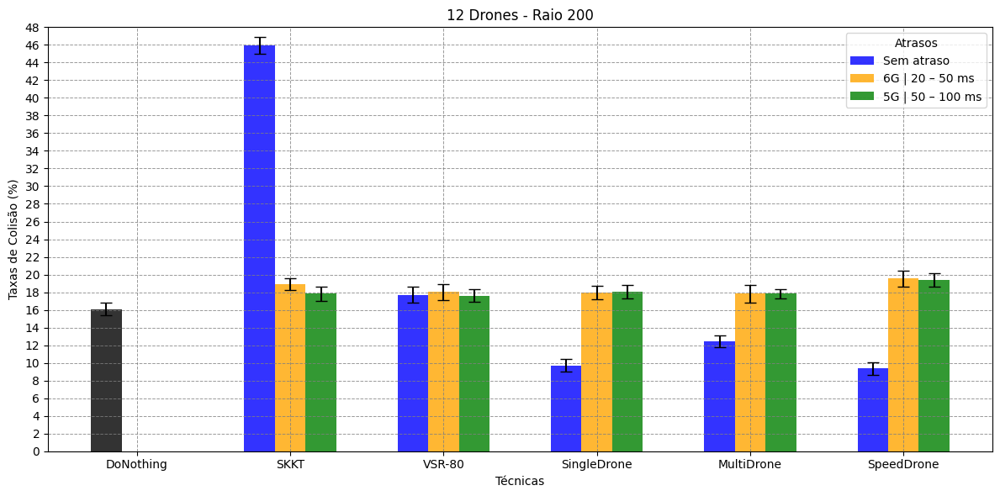 12 Drones - Raio 200
Taxas de Colisão (%)
48
46
44
42
40
38
36
34
32
30
28
26
24
22
20
18
16
14
12
10
8
6
4
2
0
Atrasos
Sem atraso
6G | 20 – 50 ms
5G | 50 – 100 ms
DoNothing
SKKT
VSR-80
SingleDrone
MultiDrone
SpeedDrone
Técnicas